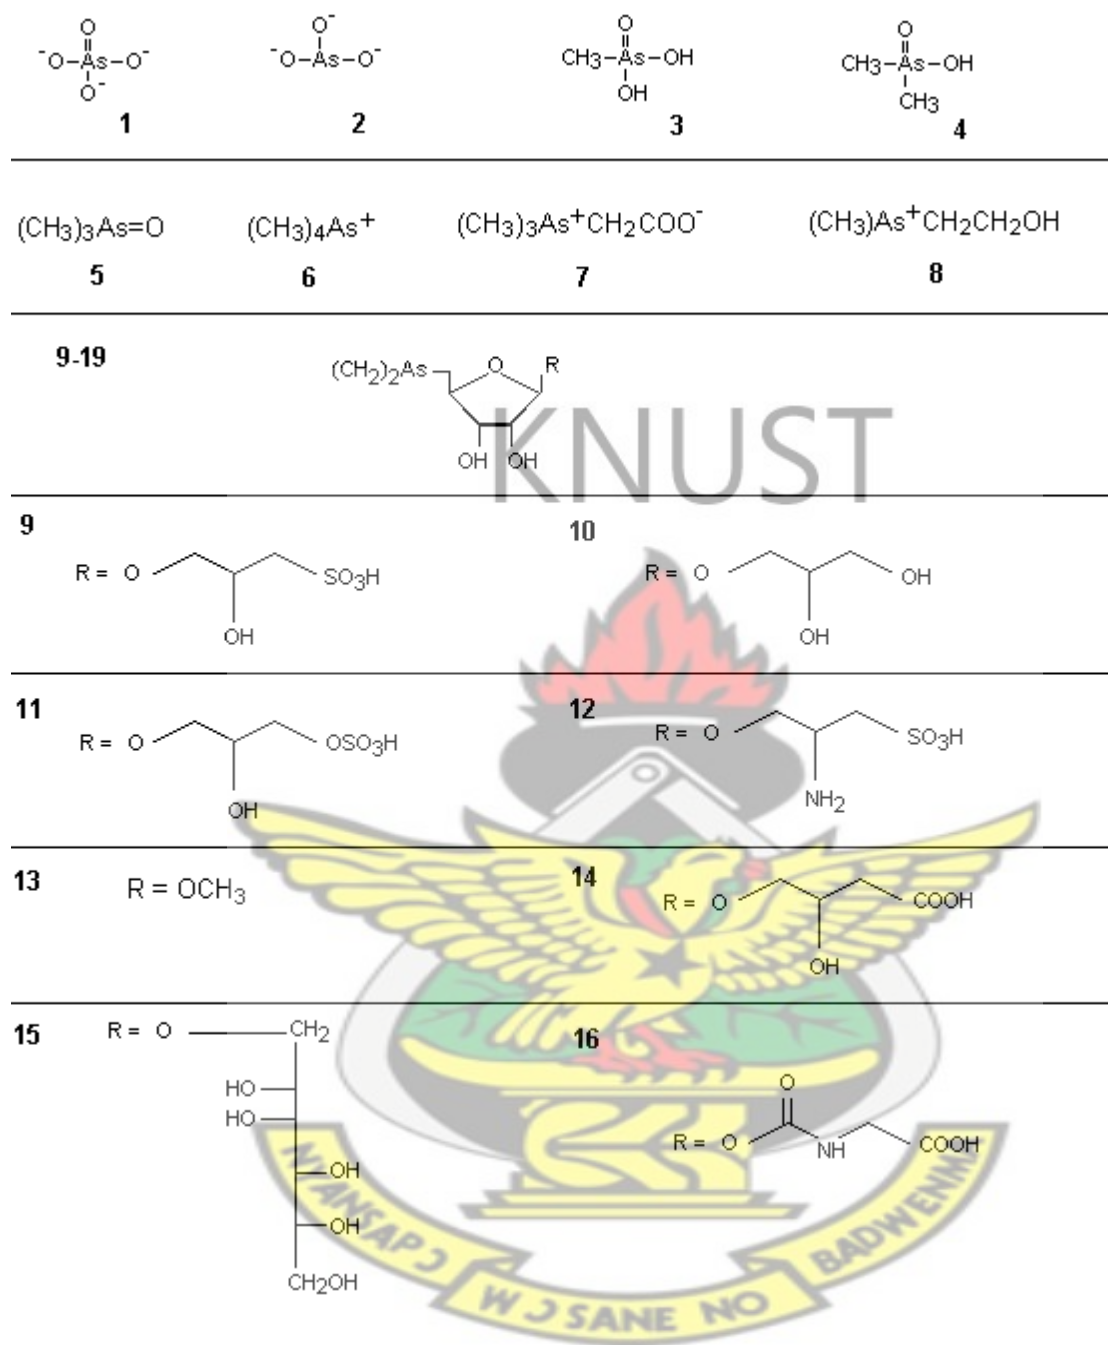 O
⁻O–As–O⁻
O⁻
1
O⁻
⁻O–As–O⁻
2
O
CH₃–As–OH
OH
3
O
CH₃–As–OH
CH₃
4
(CH₃)₃As=O
5
(CH₃)₄As⁺
6
(CH₃)₃As⁺CH₂COO⁻
7
(CH₃)As⁺CH₂CH₂OH
8
9-19
(CH₂)₂As
O
R
OH
OH
KNUST
9
R = O
SO₃H
OH
10
R = O
OH
OH
11
R = O
OSO₃H
OH
12
R = O
SO₃H
NH₂
13
R = OCH₃
14
R = O
COOH
OH
15
R = O
CH₂
HO
HO
OH
OH
CH₂OH
16
O
R = O
NH
COOH
NYANSAPƆ
WƆSANE NO
BADWENMA